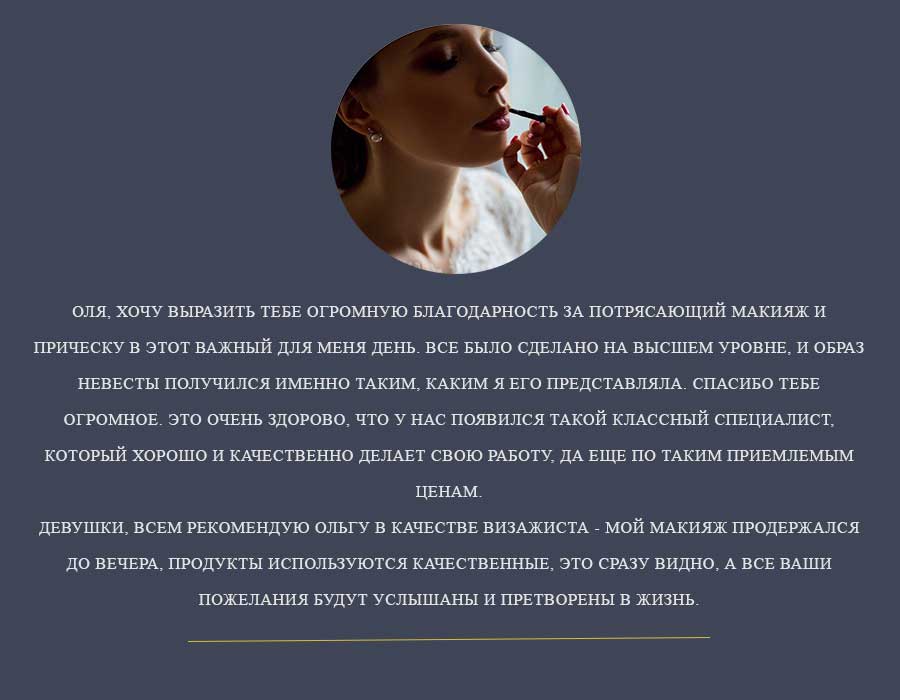 ОЛЯ, ХОЧУ ВЫРАЗИТЬ ТЕБЕ ОГРОМНУЮ БЛАГОДАРНОСТЬ ЗА ПОТРЯСАЮЩИЙ МАКИЯЖ И
ПРИЧЕСКУ В ЭТОТ ВАЖНЫЙ ДЛЯ МЕНЯ ДЕНЬ. ВСЕ БЫЛО СДЕЛАНО НА ВЫСШЕМ УРОВНЕ, И ОБРАЗ
НЕВЕСТЫ ПОЛУЧИЛСЯ ИМЕННО ТАКИМ, КАКИМ Я ЕГО ПРЕДСТАВЛЯЛА. СПАСИБО ТЕБЕ
ОГРОМНОЕ. ЭТО ОЧЕНЬ ЗДОРОВО, ЧТО У НАС ПОЯВИЛСЯ ТАКОЙ КЛАССНЫЙ СПЕЦИАЛИСТ,
КОТОРЫЙ ХОРОШО И КАЧЕСТВЕННО ДЕЛАЕТ СВОЮ РАБОТУ, ДА ЕЩЕ ПО ТАКИМ ПРИЕМЛЕМЫМ
ЦЕНАМ.
ДЕВУШКИ, ВСЕМ РЕКОМЕНДУЮ ОЛЬГУ В КАЧЕСТВЕ ВИЗАЖИСТА - МОЙ МАКИЯЖ ПРОДЕРЖАЛСЯ
ДО ВЕЧЕРА, ПРОДУКТЫ ИСПОЛЬЗУЮТСЯ КАЧЕСТВЕННЫЕ, ЭТО СРАЗУ ВИДНО, А ВСЕ ВАШИ
ПОЖЕЛАНИЯ БУДУТ УСЛЫШАНЫ И ПРЕТВОРЕНЫ В ЖИЗНЬ.